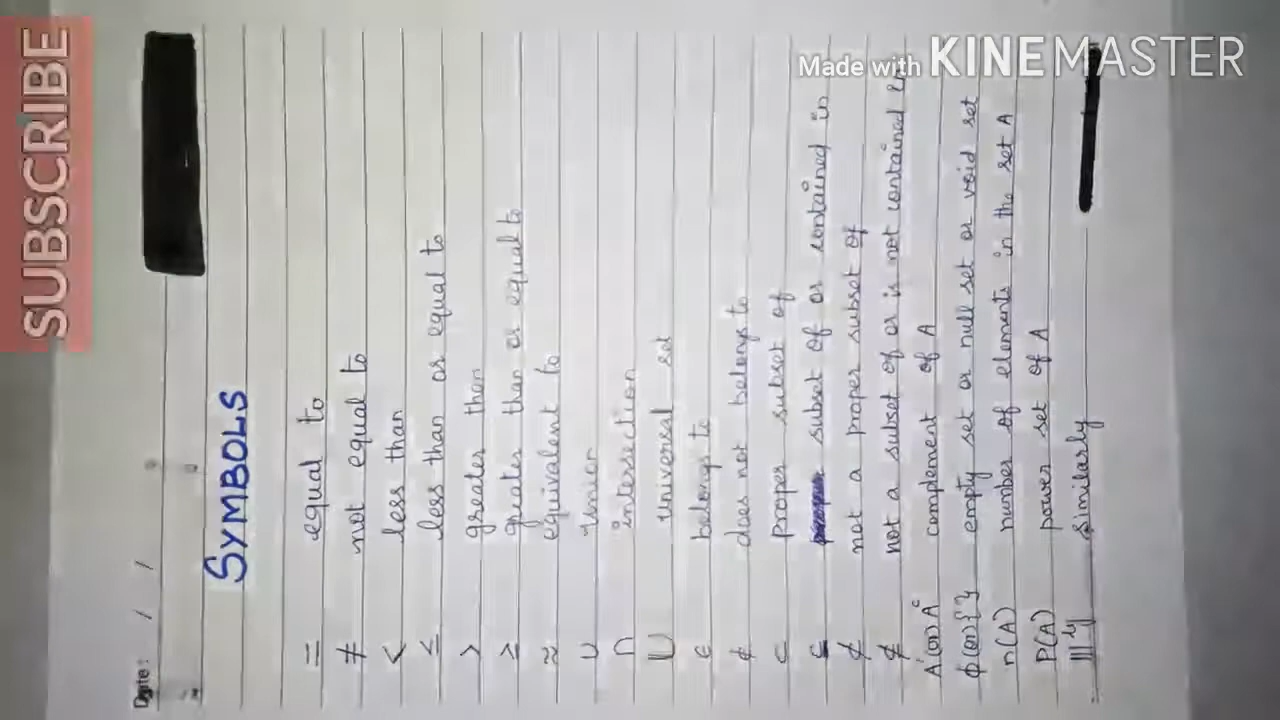 SUBSCRIBE
Made with KINEMASTER
Date: / /
SYMBOLS
= equal to
≠ not equal to
< less than
≤ less than or equal to
> greater than
≥ greater than or equal to
≈ equivalent to
∪ union
∩ intersection
U universal set
∈ belongs to
∉ does not belongs to
⊂ proper subset of
⊆ subset of or contained in
⊄ not a proper subset of
⊈ not a subset of or is not contained in
A'(or) Aᶜ complement of A
ϕ (or) { } empty set or null set or void set
n(A) number of elements in the set A
P(A) power set of A
|||ly similarly